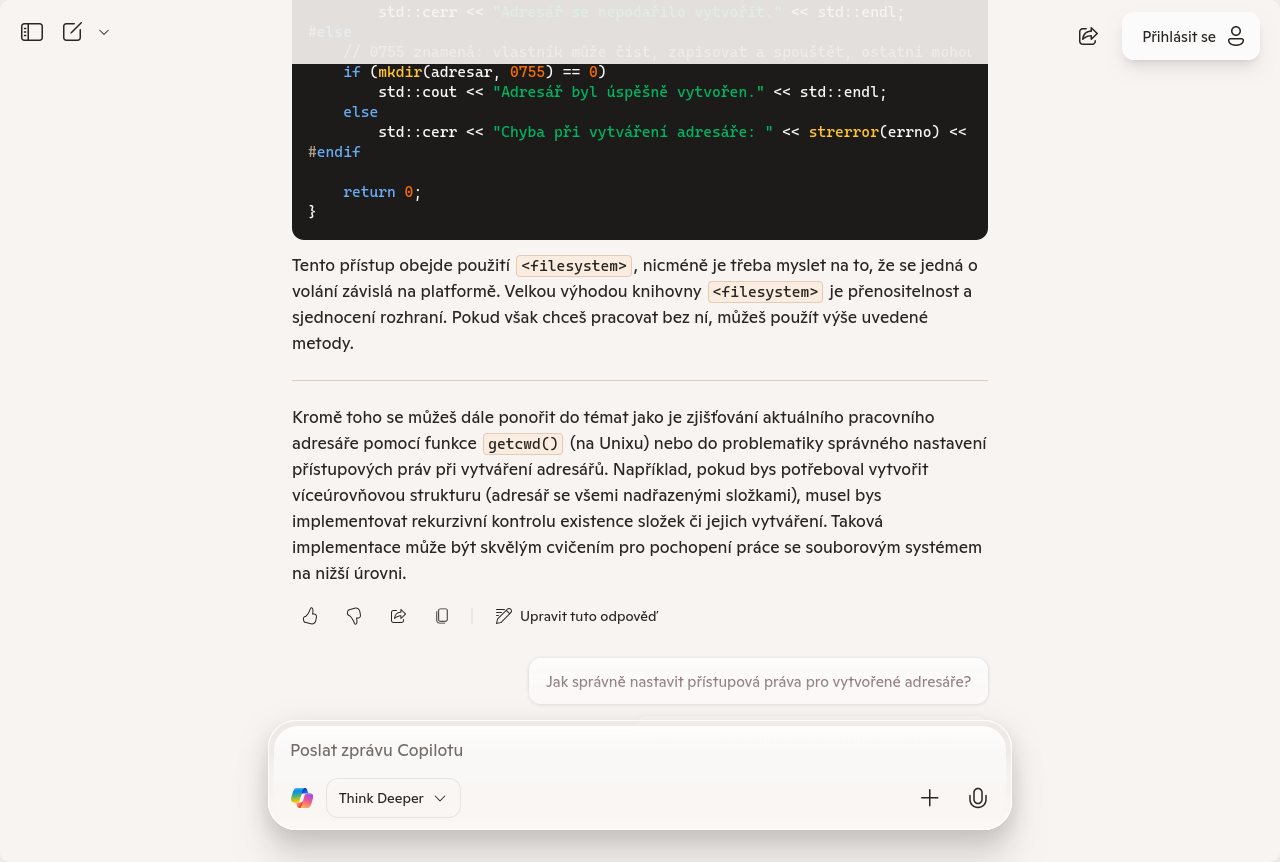 std::cerr << "Adresář se nepodařilo vytvořit." << std::endl;
#else
// 0755 znamená: vlastník může číst, zapisovat a spouštět, ostatní mohou
Přihlásit se
if (mkdir(adresar, 0755) == 0)
std::cout << "Adresář byl úspěšně vytvořen." << std::endl;
else
std::cerr << "Chyba při vytváření adresáře: " << strerror(errno) <<
#endif
return 0;
}
Tento přístup obejde použití <filesystem>, nicméně je třeba myslet na to, že se jedná o
volání závislá na platformě. Velkou výhodou knihovny <filesystem> je přenositelnost a
sjednocení rozhraní. Pokud však chceš pracovat bez ní, můžeš použít výše uvedené
metody.
Kromě toho se můžeš dále ponořit do témat jako je zjišťování aktuálního pracovního
adresáře pomocí funkce getcwd() (na Unixu) nebo do problematiky správného nastavení
přístupových práv při vytváření adresářů. Například, pokud bys potřeboval vytvořit
víceúrovňovou strukturu (adresář se všemi nadřazenými složkami), musel bys
implementovat rekurzivní kontrolu existence složek či jejich vytváření. Taková
implementace může být skvělým cvičením pro pochopení práce se souborovým systémem
na nižší úrovni.
Upravit tuto odpověď
Jak správně nastavit přístupová práva pro vytvořené adresáře?
Poslat zprávu Copilotu
Think Deeper